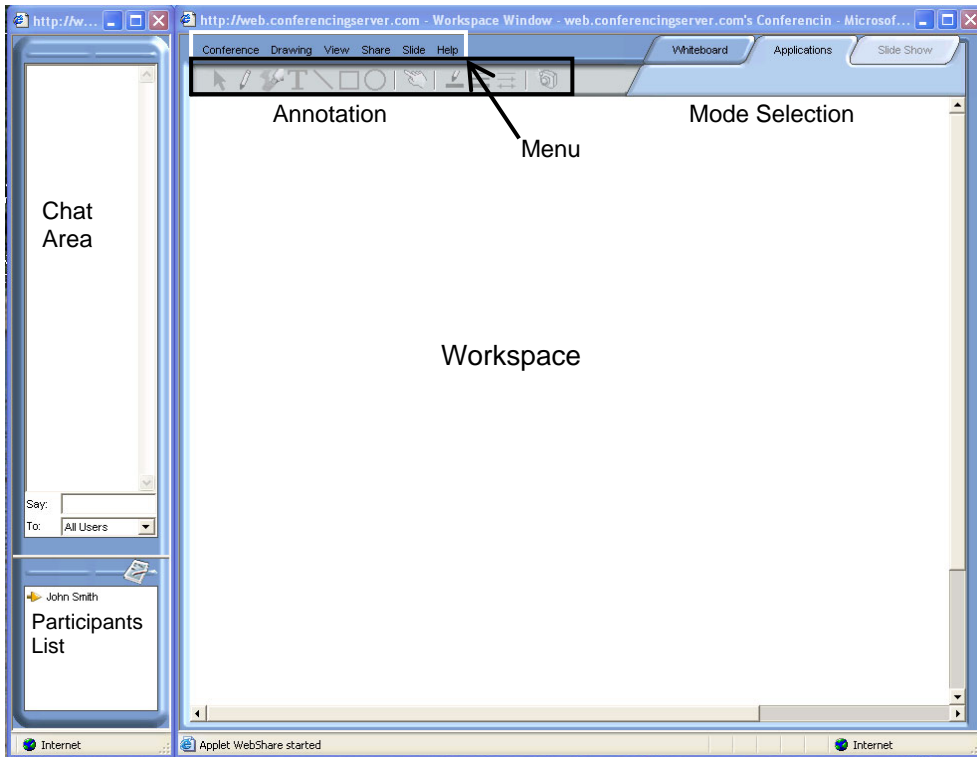 http://w...
Chat
Area
Say:
To: All Users
John Smith
Participants
List
Internet
http://web.conferencingserver.com - Workspace Window - web.conferencingserver.com's Conferencin - Microsof...
Conference Drawing View Share Slide Help
Whiteboard Applications Slide Show
T
Annotation
Mode Selection
Menu
Workspace
Applet WebShare started
Internet